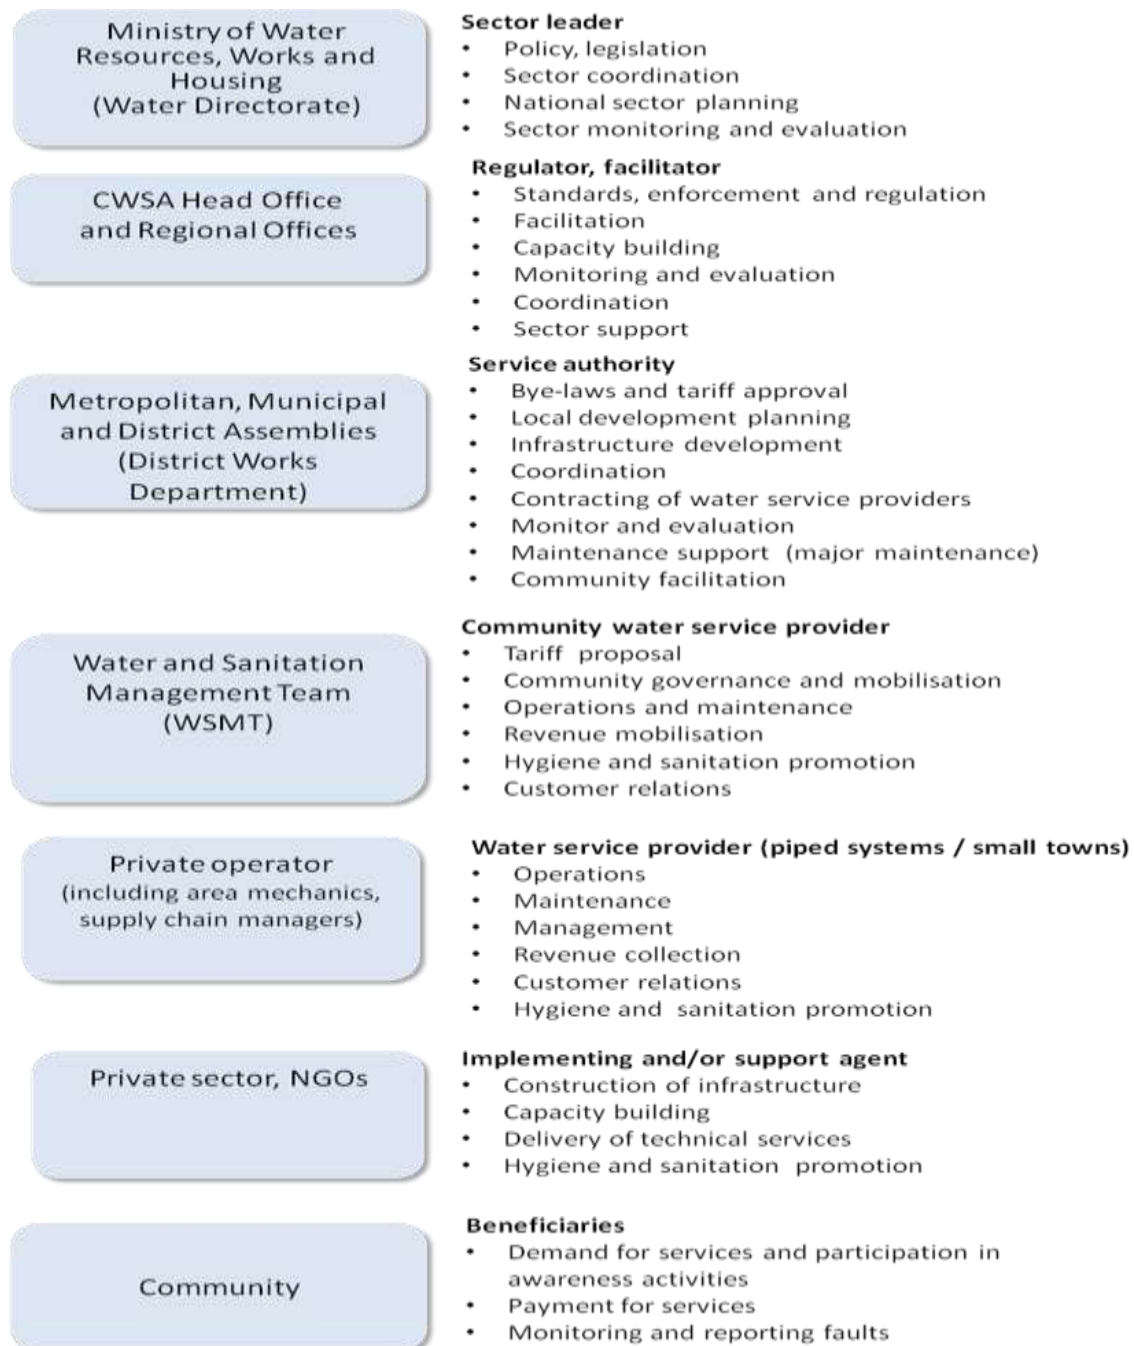 Ministry of Water
Resources, Works and
Housing
(Water Directorate)
Sector leader
• Policy, legislation
• Sector coordination
• National sector planning
• Sector monitoring and evaluation
CWSA Head Office
and Regional Offices
Regulator, facilitator
• Standards, enforcement and regulation
• Facilitation
• Capacity building
• Monitoring and evaluation
• Coordination
• Sector support
Metropolitan, Municipal
and District Assemblies
(District Works
Department)
Service authority
• Bye-laws and tariff approval
• Local development planning
• Infrastructure development
• Coordination
• Contracting of water service providers
• Monitor and evaluation
• Maintenance support (major maintenance)
• Community facilitation
Water and Sanitation
Management Team
(WSMT)
Community water service provider
• Tariff proposal
• Community governance and mobilisation
• Operations and maintenance
• Revenue mobilisation
• Hygiene and sanitation promotion
• Customer relations
Private operator
(including area mechanics,
supply chain managers)
Water service provider (piped systems / small towns)
• Operations
• Maintenance
• Management
• Revenue collection
• Customer relations
• Hygiene and sanitation promotion
Private sector, NGOs
Implementing and/or support agent
• Construction of infrastructure
• Capacity building
• Delivery of technical services
• Hygiene and sanitation promotion
Community
Beneficiaries
• Demand for services and participation in
awareness activities
• Payment for services
• Monitoring and reporting faults